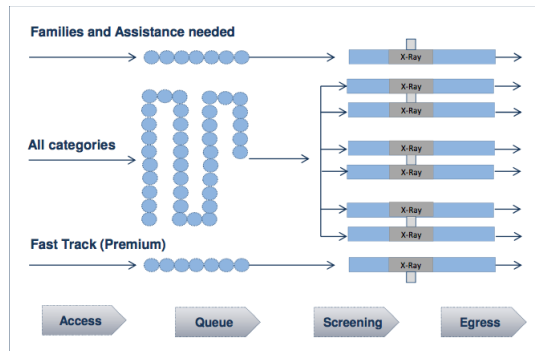 Families and Assistance needed
X-Ray
X-Ray
X-Ray
All categories
X-Ray
X-Ray
X-Ray
X-Ray
Fast Track (Premium)
X-Ray
Access
Queue
Screening
Egress